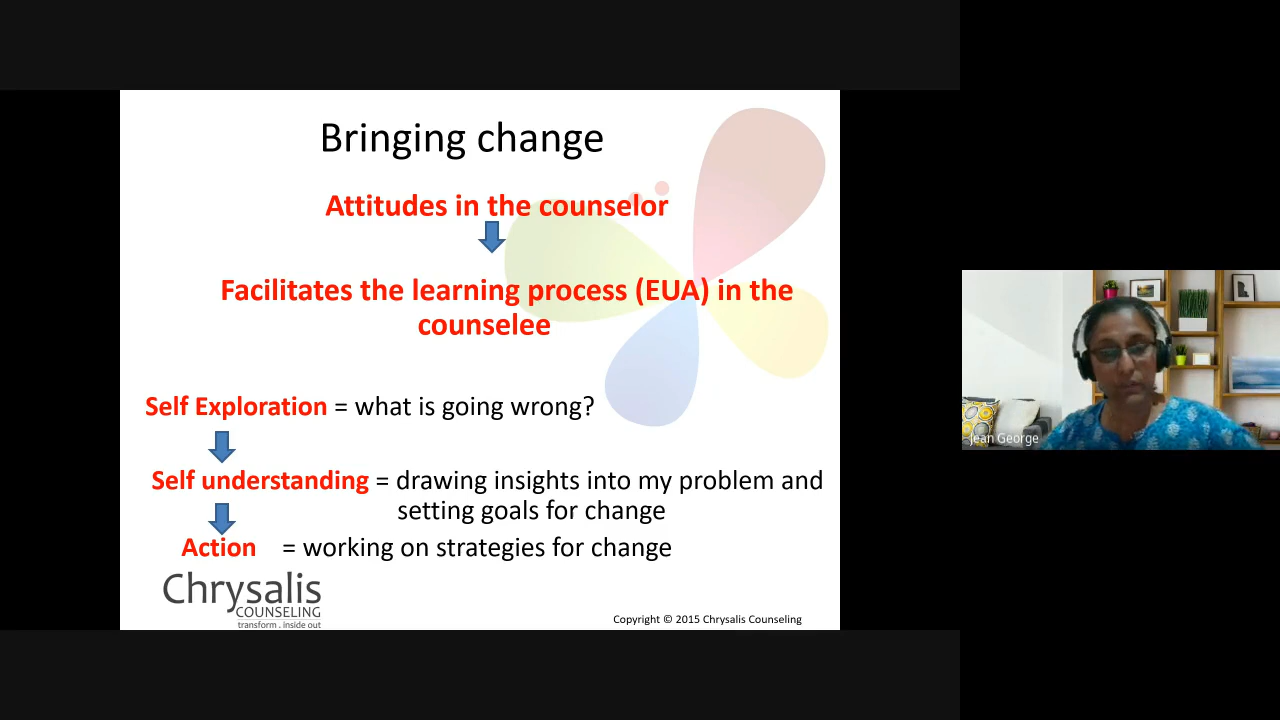 Bringing change
Attitudes in the counselor
Facilitates the learning process (EUA) in the
counselee
Self Exploration = what is going wrong?
Self understanding = drawing insights into my problem and
setting goals for change
Action = working on strategies for change
Chrysalis
COUNSELING
transform . inside out
Copyright © 2015 Chrysalis Counseling
Jean George